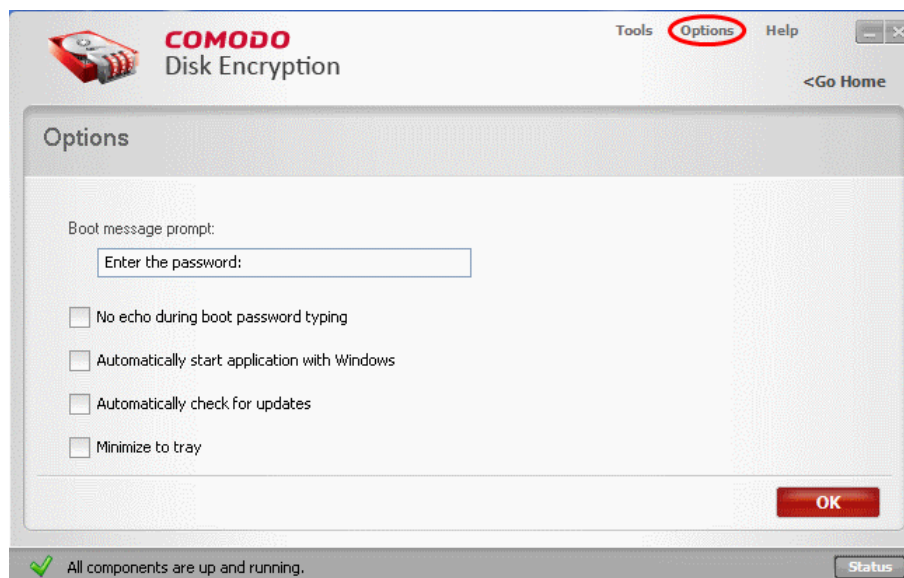 COMODO
Disk Encryption
Tools Options Help
<Go Home
Options
Boot message prompt:
Enter the password:
No echo during boot password typing
Automatically start application with Windows
Automatically check for updates
Minimize to tray
OK
All components are up and running.
Status